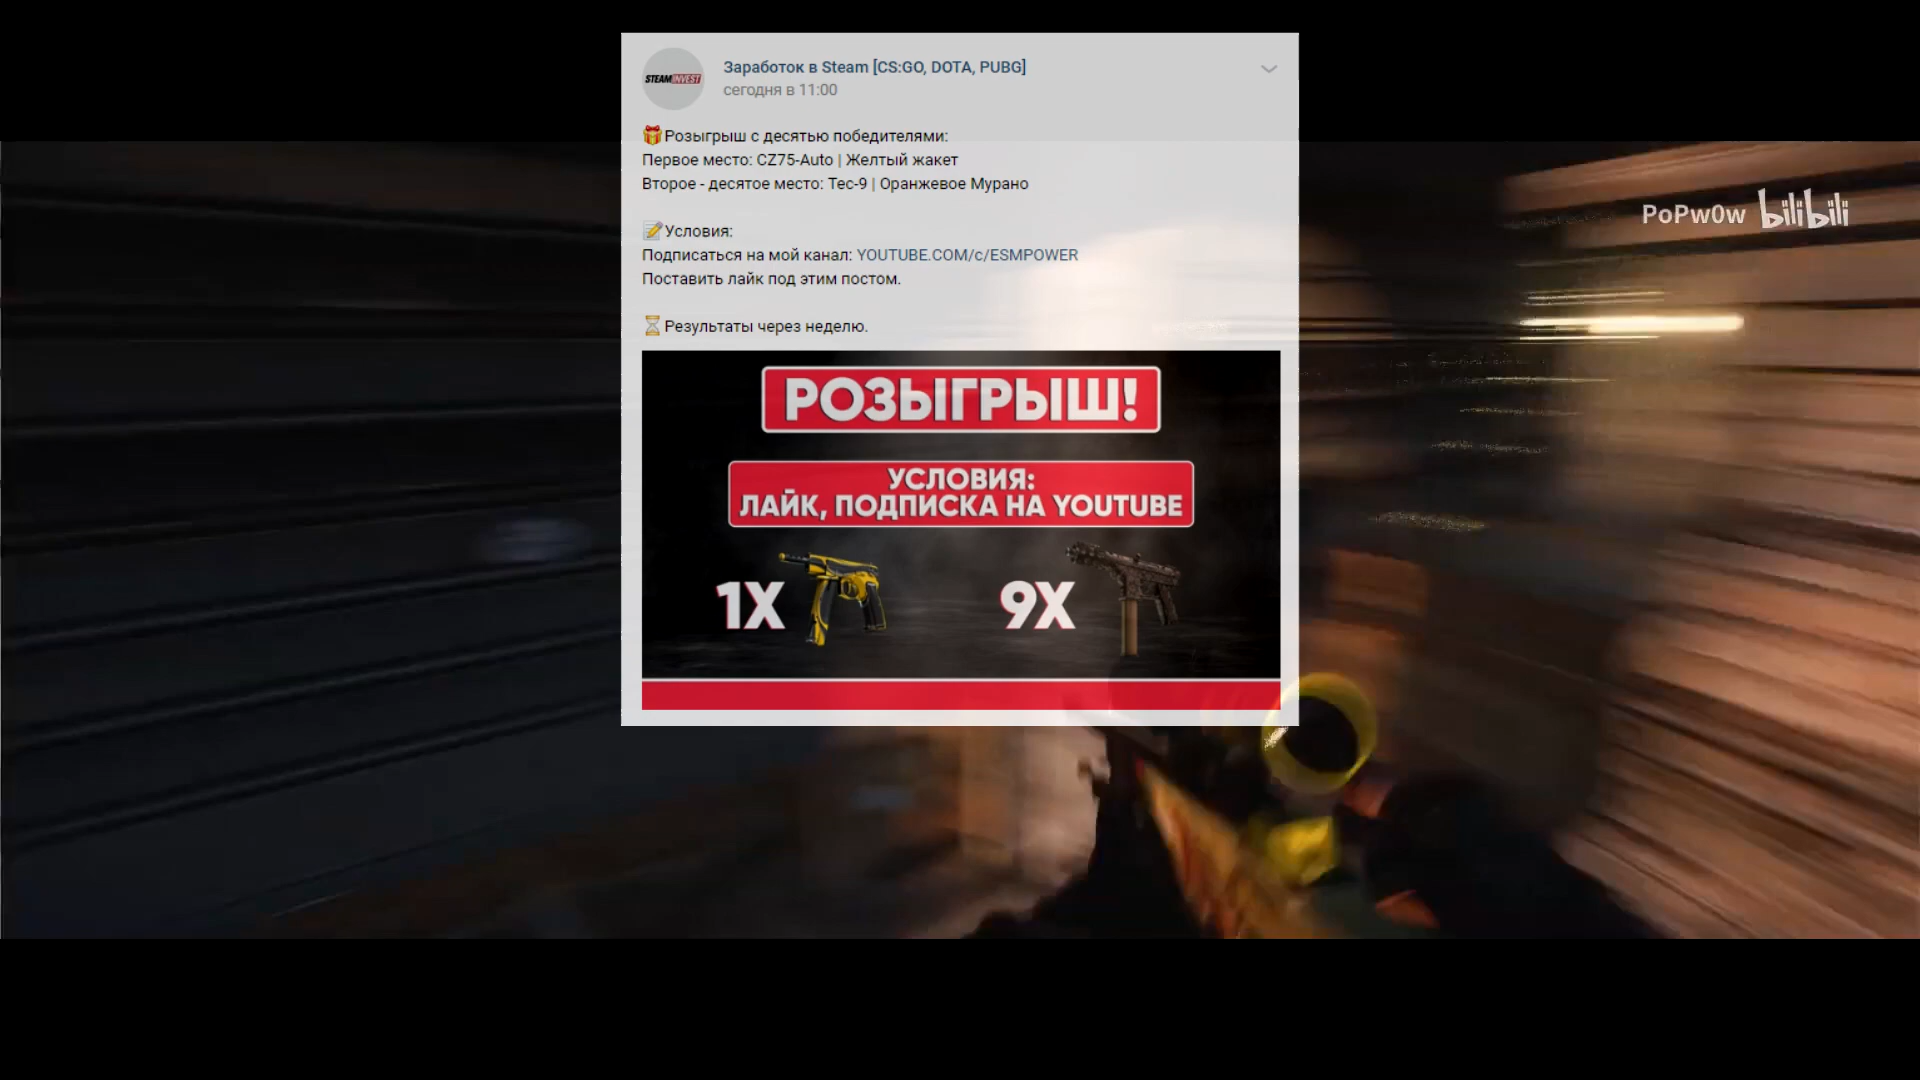 STEAMINVEST
Заработок в Steam [CS:GO, DOTA, PUBG]
сегодня в 11:00
Розыгрыш с десятью победителями:
Первое место: CZ75-Auto | Желтый жакет
Второе - десятое место: Tec-9 | Оранжевое Мурано
Условия:
Подписаться на мой канал: YOUTUBE.COM/c/ESMPOWER
Поставить лайк под этим постом.
Результаты через неделю.
РОЗЫГРЫШ!
УСЛОВИЯ:
ЛАЙК, ПОДПИСКА НА YOUTUBE
1X
9X
PoPw0w bilibili